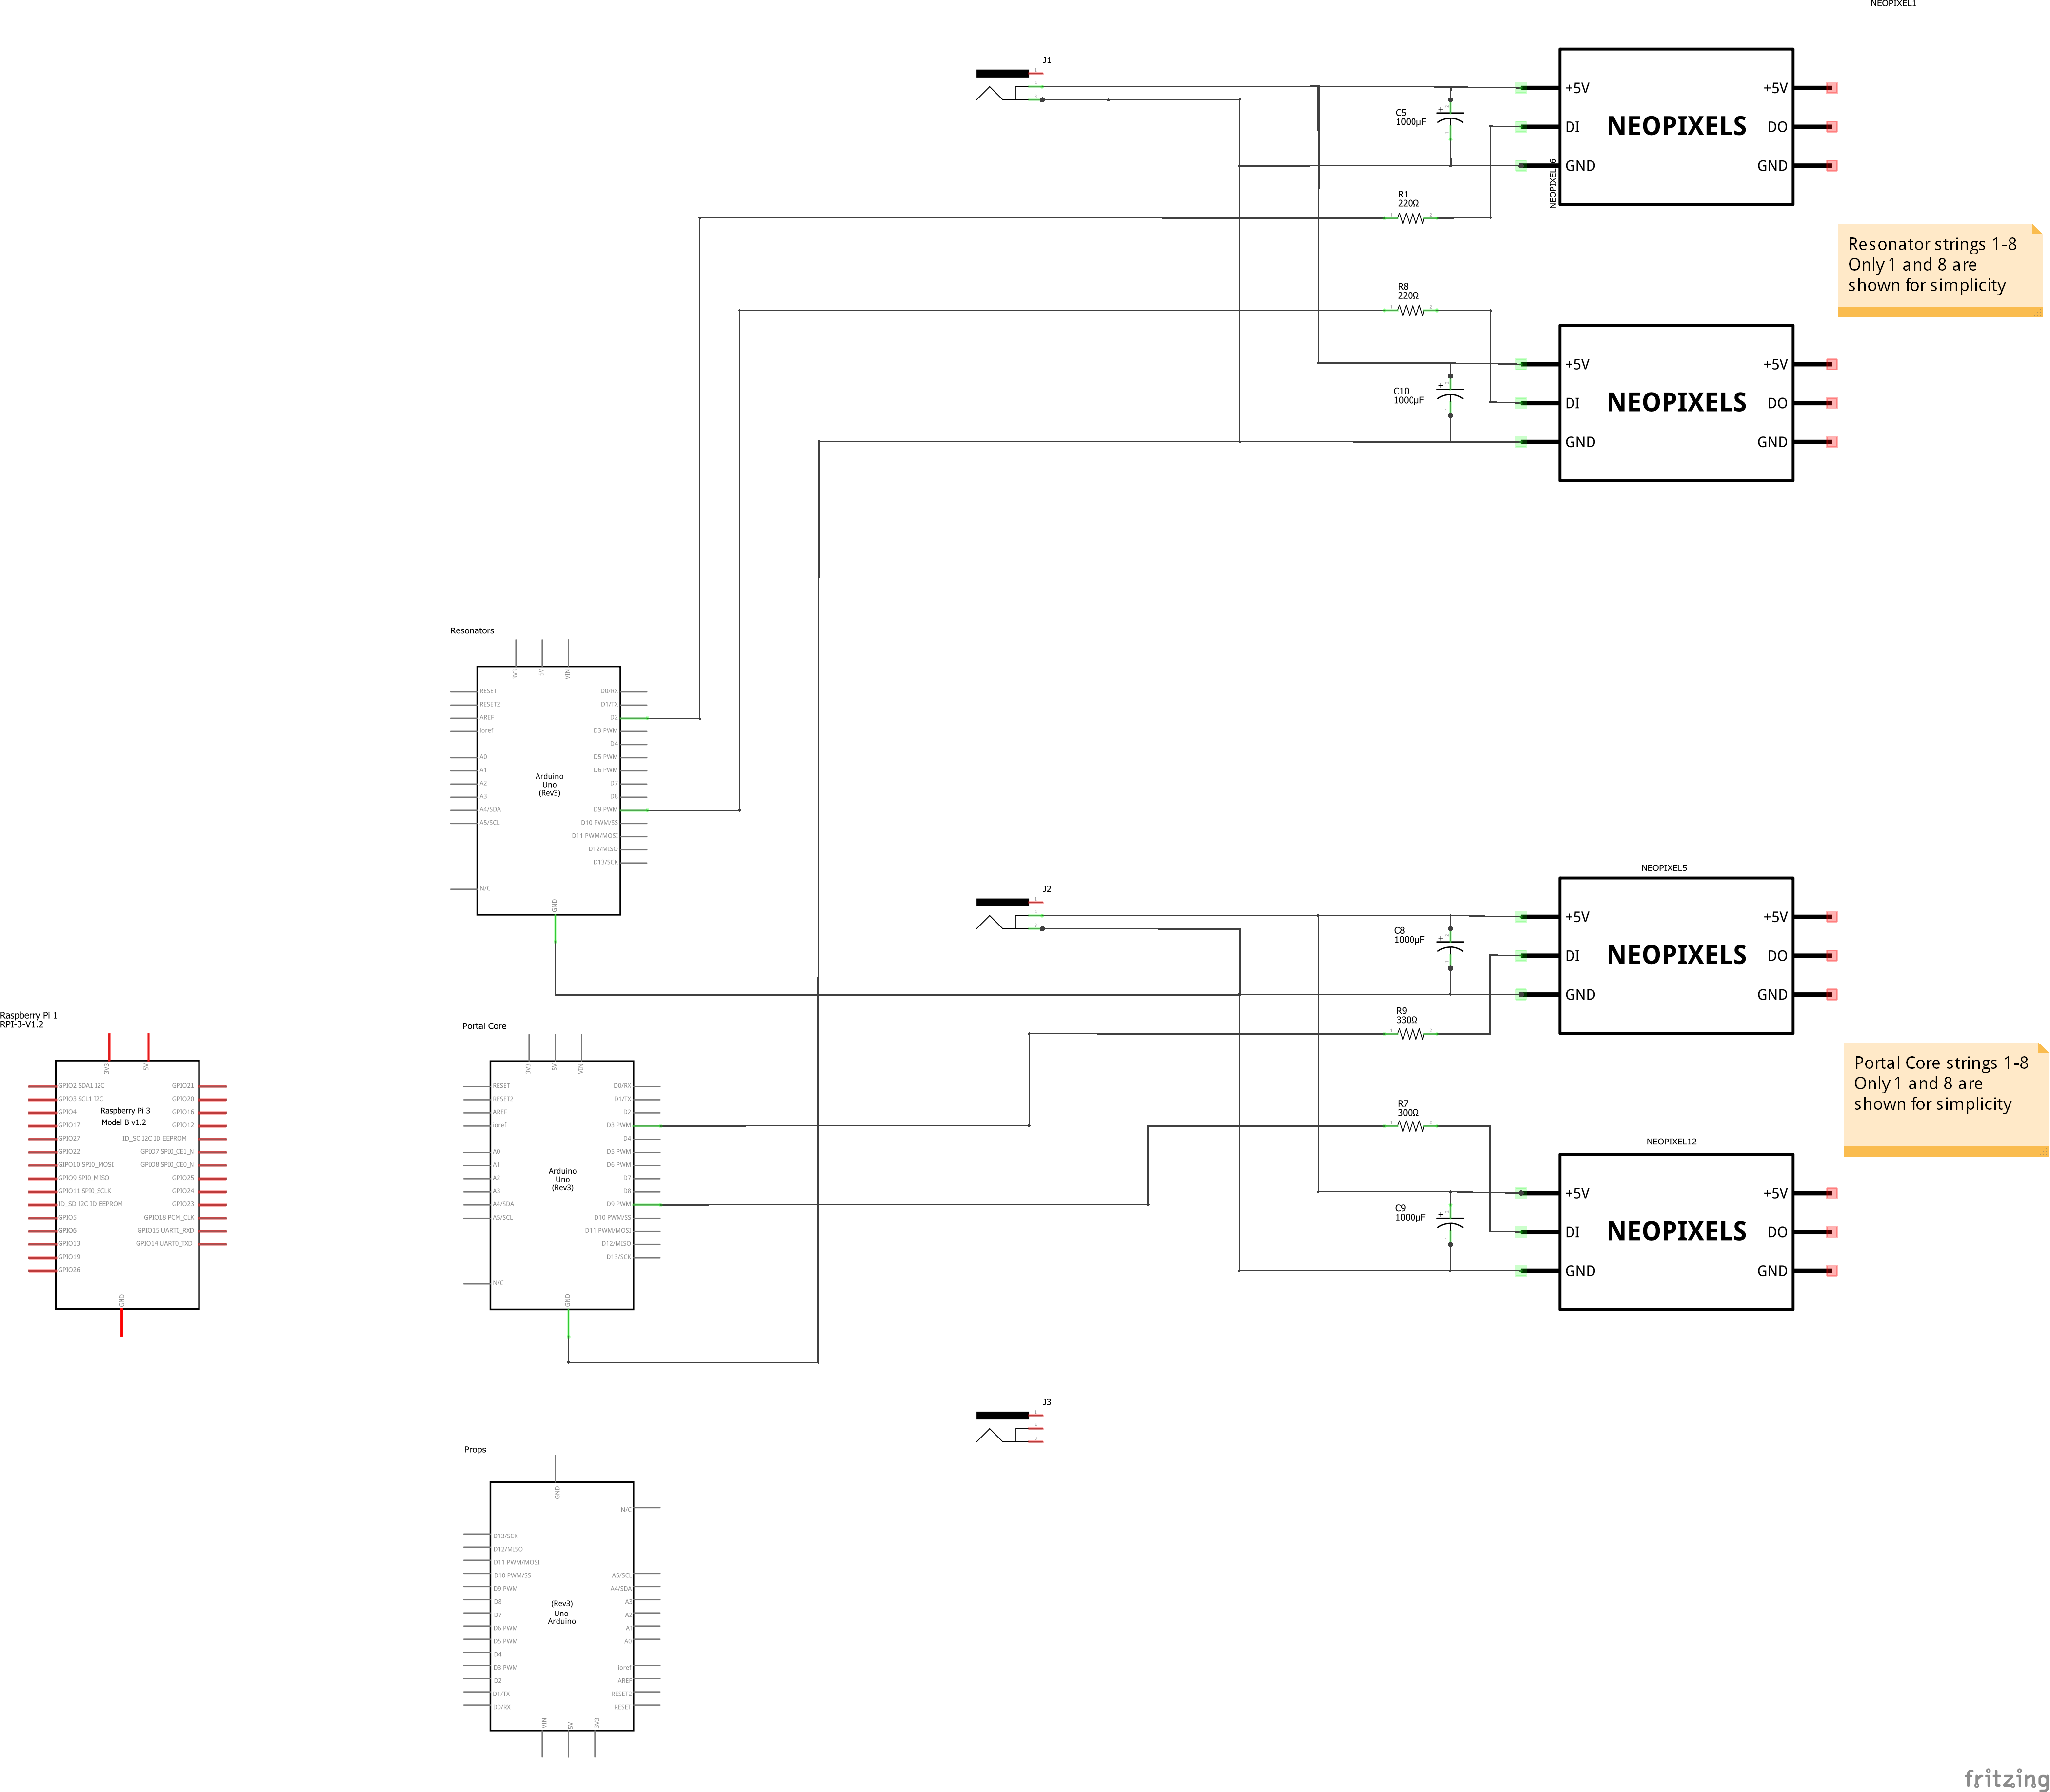 NEOPIXEL1
J1
+5V
+5V
C5
1000µF
+
DI
NEOPIXELS
DO
GND
GND
R1
220Ω
Resonator strings 1-8
Only 1 and 8 are
shown for simplicity
R8
220Ω
+5V
+5V
C10
1000µF
+
DI
NEOPIXELS
DO
GND
GND
Resonators
3V3
5V
VIN
RESET
RESET2
AREF
ioref
A0
A1
A2
A3
A4/SDA
A5/SCL
N/C
D0/RX
D1/TX
D2
D3 PWM
D4
D5 PWM
D6 PWM
D7
D8
D9 PWM
D10 PWM/SS
D11 PWM/MOSI
D12/MISO
D13/SCK
Arduino
Uno
(Rev3)
GND
J2
NEOPIXEL5
+5V
+5V
C8
1000µF
+
DI
NEOPIXELS
DO
GND
GND
R9
330Ω
Portal Core strings 1-8
Only 1 and 8 are
shown for simplicity
R7
300Ω
NEOPIXEL12
+5V
+5V
C9
1000µF
+
DI
NEOPIXELS
DO
GND
GND
Raspberry Pi 1
RPI-3-V1.2
3V3
5V
GPIO2 SDA1 I2C
GPIO3 SCL1 I2C
GPIO4
GPIO17
GPIO27
GPIO22
GIPO10 SPI0_MOSI
GPIO9 SPI0_MISO
GPIO11 SPI0_SCLK
ID_SD I2C ID EEPROM
GPIO5
GPIO6
GPIO13
GPIO19
GPIO26
Raspberry Pi 3
Model B v1.2
GPIO21
GPIO20
GPIO16
GPIO12
ID_SC I2C ID EEPROM
GPIO7 SPI0_CE1_N
GPIO8 SPI0_CE0_N
GPIO25
GPIO24
GPIO23
GPIO18 PCM_CLK
GPIO15 UART0_RXD
GPIO14 UART0_TXD
GND
Portal Core
3V3
5V
VIN
RESET
RESET2
AREF
ioref
A0
A1
A2
A3
A4/SDA
A5/SCL
N/C
D0/RX
D1/TX
D2
D3 PWM
D4
D5 PWM
D6 PWM
D7
D8
D9 PWM
D10 PWM/SS
D11 PWM/MOSI
D12/MISO
D13/SCK
Arduino
Uno
(Rev3)
GND
J3
Props
GND
N/C
D13/SCK
D12/MISO
D11 PWM/MOSI
D10 PWM/SS
D9 PWM
D8
D7
D6 PWM
D5 PWM
D4
D3 PWM
D2
D1/TX
D0/RX
(Rev3)
Uno
Arduino
A5/SCL
A4/SDA
A3
A2
A1
A0
ioref
AREF
RESET2
RESET
VIN
5V
3V3
fritzing